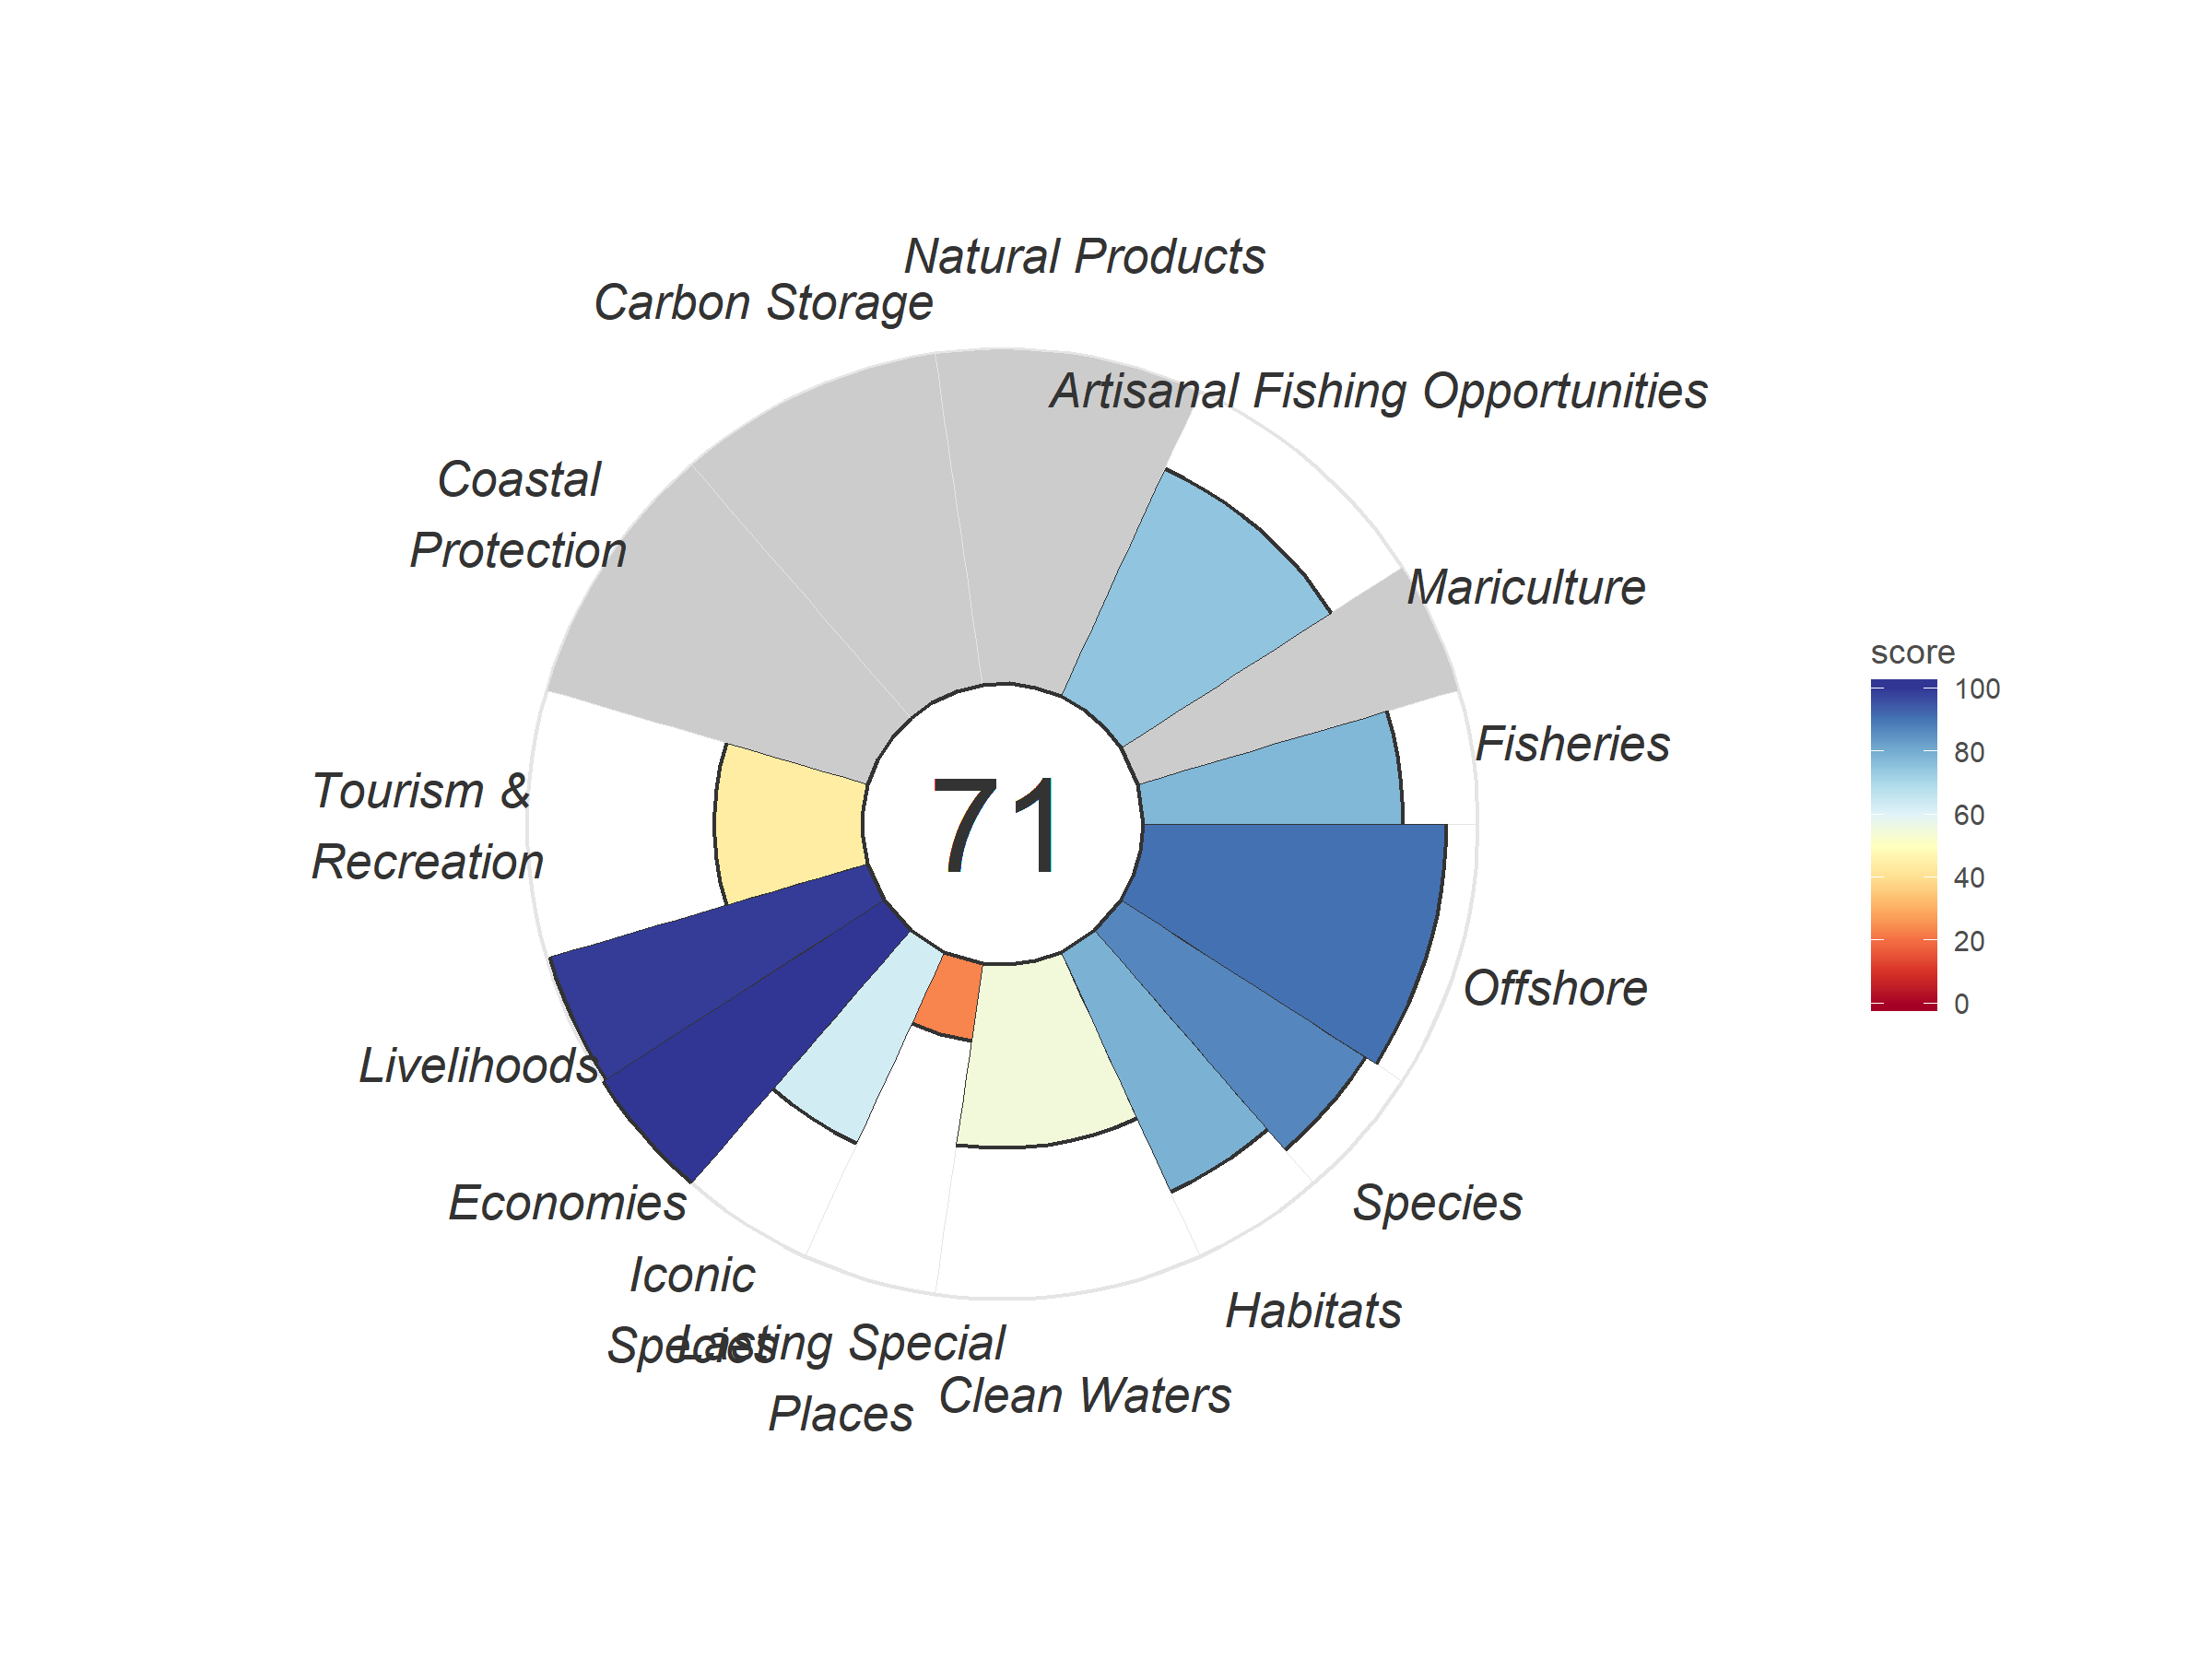 Natural Products
Carbon Storage
Artisanal Fishing Opportunities
Coastal
Protection
Mariculture
Fisheries
Tourism &
Recreation
71
Offshore
Livelihoods
Economies
Species
Iconic
Species
Habitats
Lasting Special
Places
Clean Waters
score
100
80
60
40
20
0